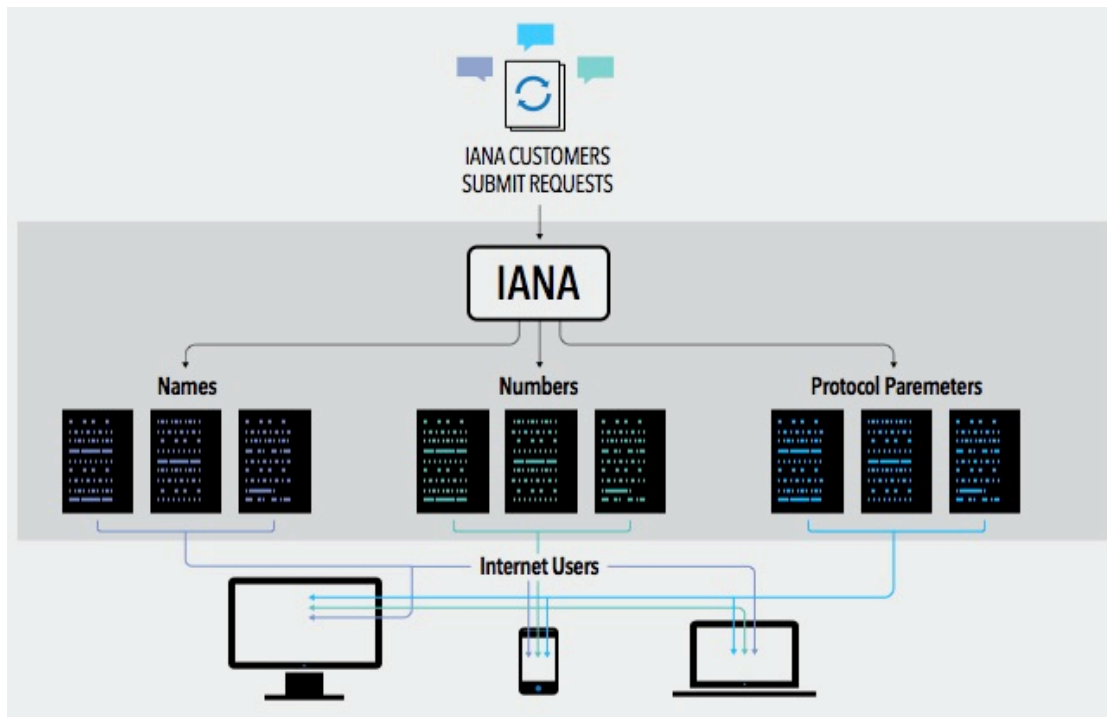 IANA CUSTOMERS
SUBMIT REQUESTS
IANA
Names
Numbers
Protocol Paremeters
Internet Users